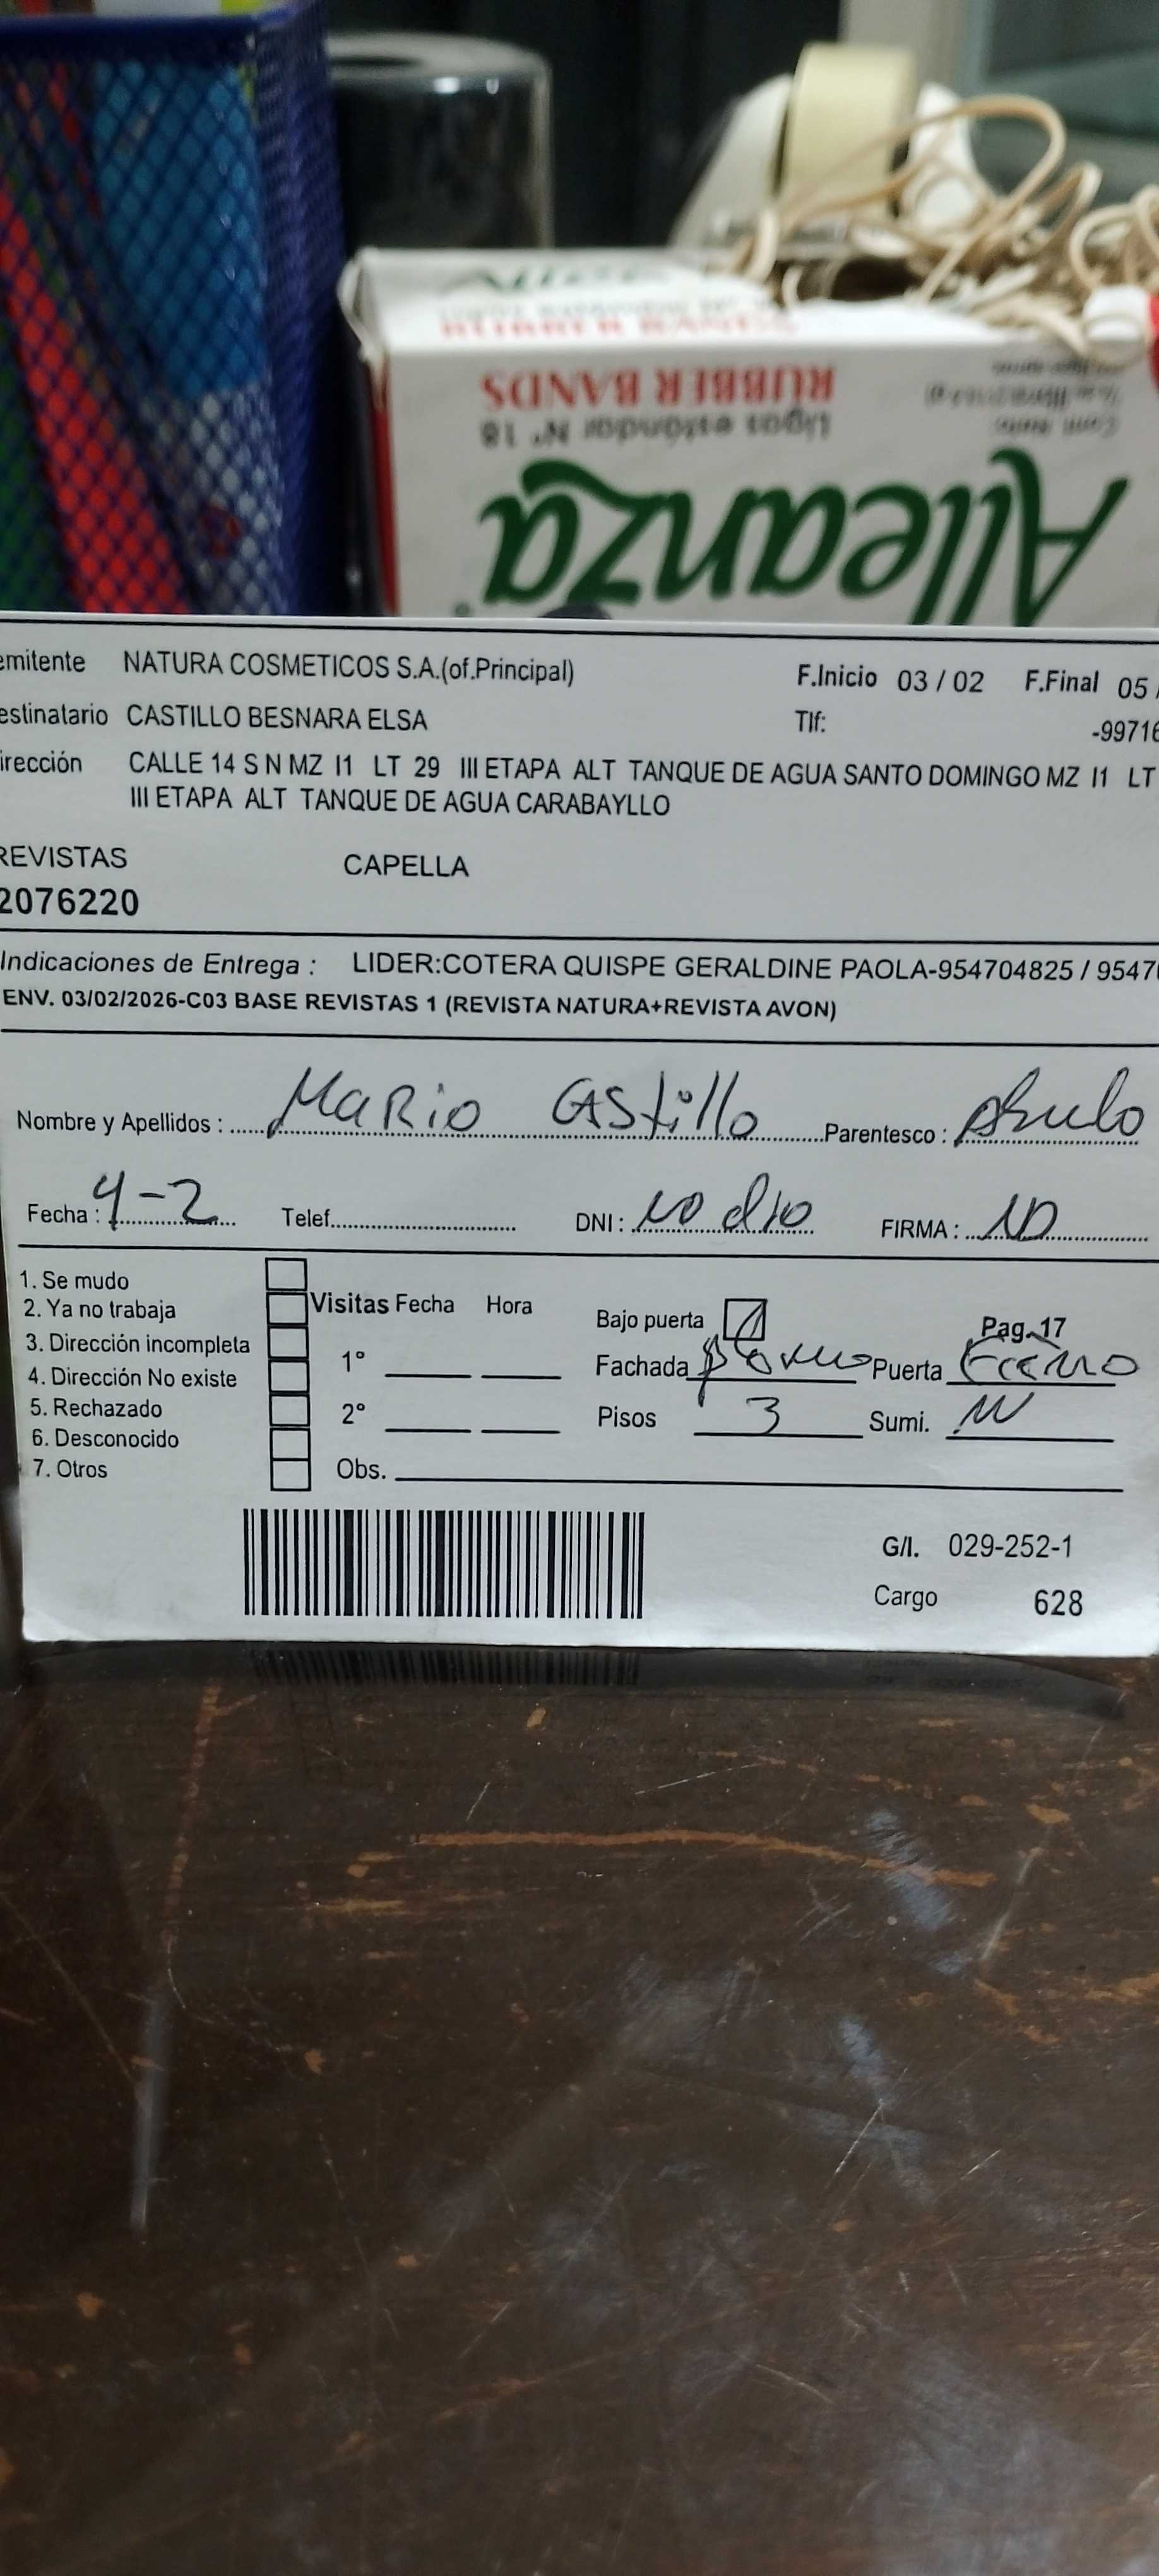 RUBBER BANDS
Ligas estándar N° 18
Alleanza
emitente NATURA COSMETICOS S.A.(of.Principal) F.Inicio 03 / 02 F.Final 05 /
estinatario CASTILLO BESNARA ELSA Tlf: -99716
irección CALLE 14 S N MZ I1 LT 29 III ETAPA ALT TANQUE DE AGUA SANTO DOMINGO MZ I1 LT
III ETAPA ALT TANQUE DE AGUA CARABAYLLO
REVISTAS CAPELLA
2076220
Indicaciones de Entrega : LIDER:COTERA QUISPE GERALDINE PAOLA-954704825 / 9547
ENV. 03/02/2026-C03 BASE REVISTAS 1 (REVISTA NATURA+REVISTA AVON)
Nombre y Apellidos : Mario Castillo Parentesco :
Fecha : 4-2 Telef. DNI : no dio FIRMA : ND
1. Se mudo
2. Ya no trabaja Visitas Fecha Hora Bajo puerta Pag. 17
3. Dirección incompleta 1° Fachada Puerta Fierro
4. Dirección No existe
5. Rechazado 2° Pisos 3 Sumi.
6. Desconocido
7. Otros Obs.
G/I. 029-252-1
Cargo 628